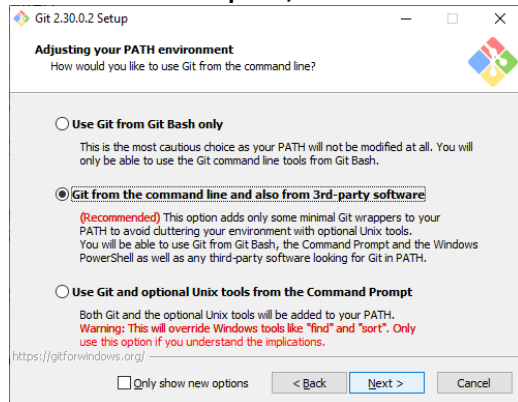 Git 2.30.0.2 Setup
Adjusting your PATH environment
How would you like to use Git from the command line?
Use Git from Git Bash only
This is the most cautious choice as your PATH will not be modified at all. You will
only be able to use the Git command line tools from Git Bash.
Git from the command line and also from 3rd-party software
(Recommended) This option adds only some minimal Git wrappers to your
PATH to avoid cluttering your environment with optional Unix tools.
You will be able to use Git from Git Bash, the Command Prompt and the Windows
PowerShell as well as any third-party software looking for Git in PATH.
Use Git and optional Unix tools from the Command Prompt
Both Git and the optional Unix tools will be added to your PATH.
Warning: This will override Windows tools like "find" and "sort". Only
use this option if you understand the implications.
https://gitforwindows.org/
Only show new options
< Back
Next >
Cancel